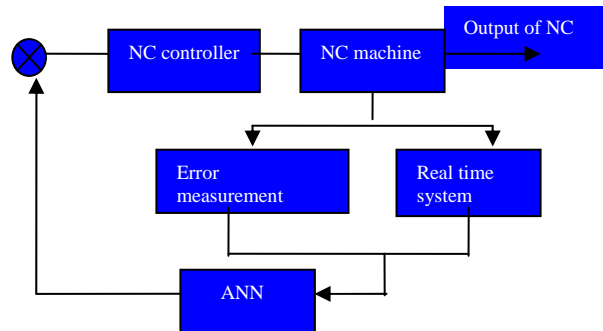 Output of NC
NC controller
NC machine
Error
measurement
Real time
system
ANN